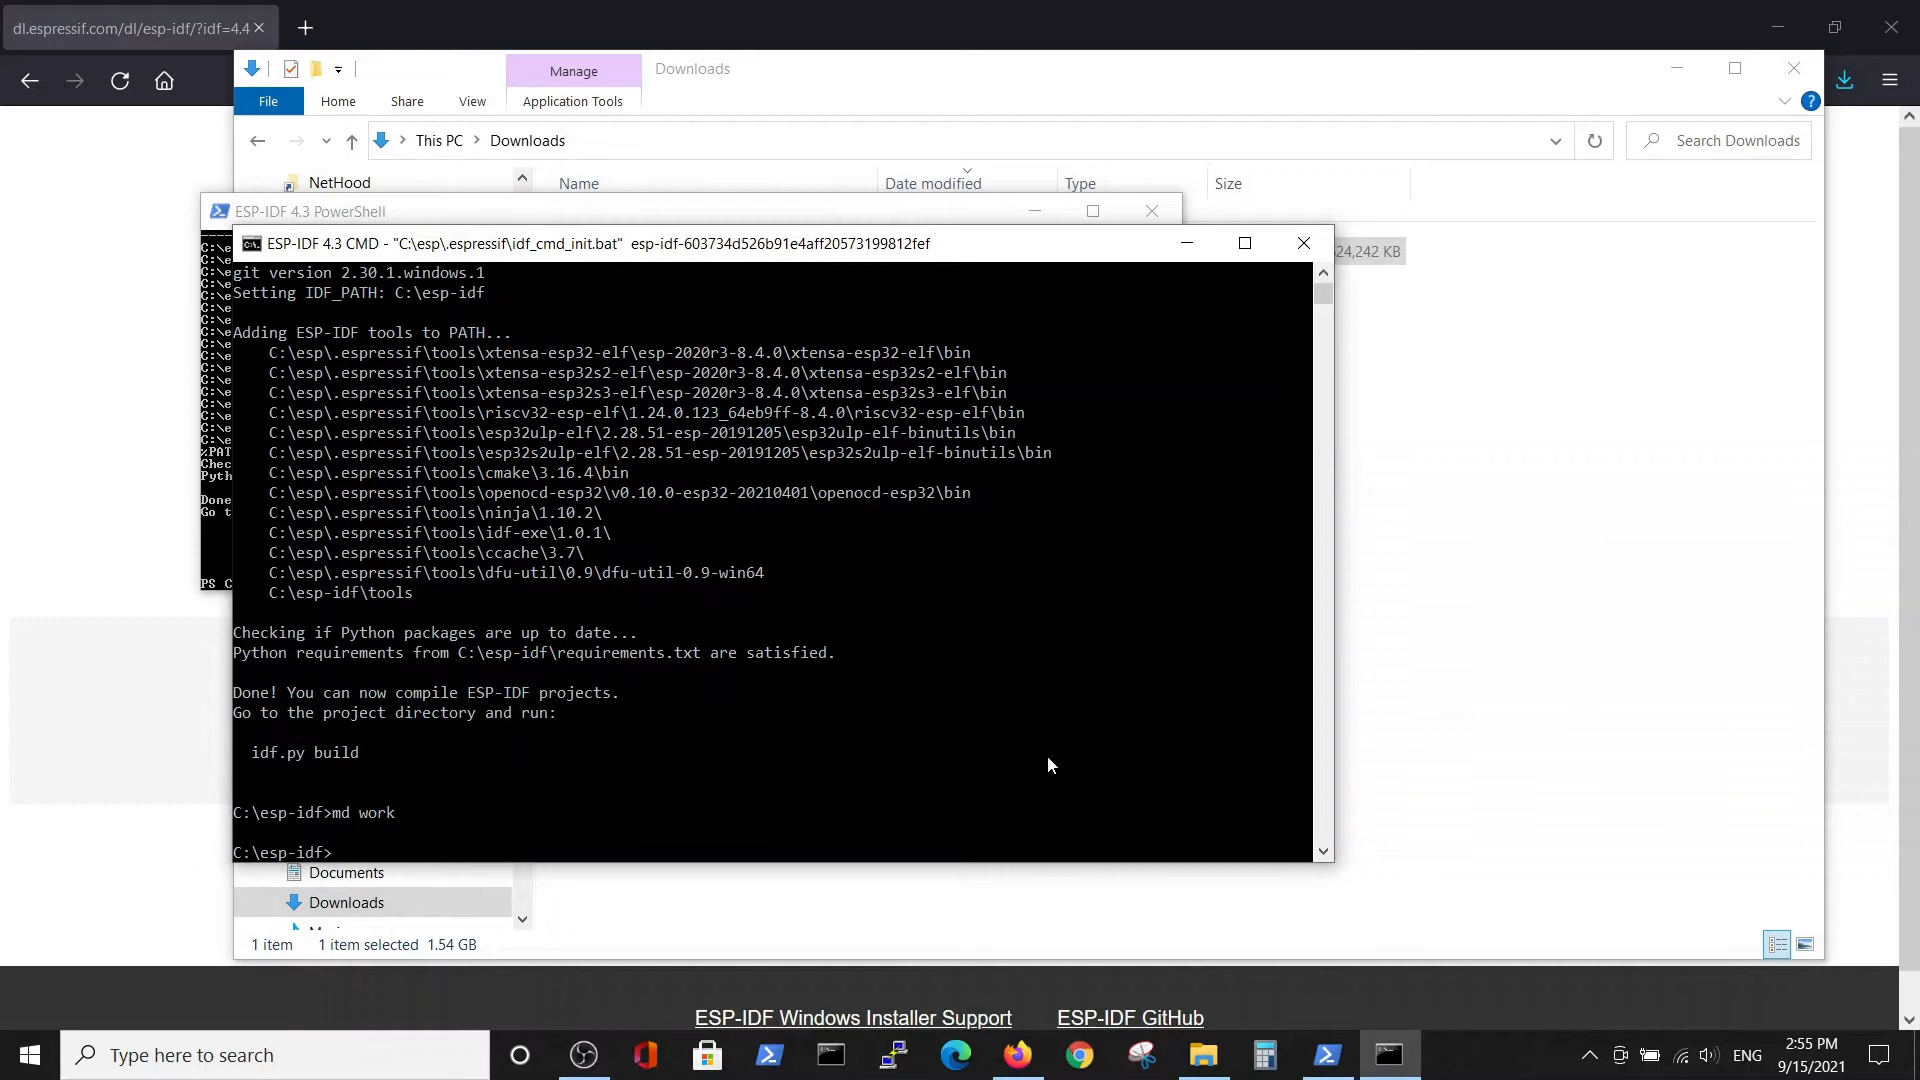 dl.espressif.com/dl/esp-idf/?idf=4.4
Manage
Downloads
File
Home
Share
View
Application Tools
This PC
Downloads
Search Downloads
NetHood
Name
Date modified
Type
Size
ESP-IDF 4.3 PowerShell
ESP-IDF 4.3 CMD - "C:\esp\.espressif\idf_cmd_init.bat" esp-idf-603734d526b91e4aff20573199812fef
24,242 KB
git version 2.30.1.windows.1
Setting IDF_PATH: C:\esp-idf
Adding ESP-IDF tools to PATH...
C:\esp\.espressif\tools\xtensa-esp32-elf\esp-2020r3-8.4.0\xtensa-esp32-elf\bin
C:\esp\.espressif\tools\xtensa-esp32s2-elf\esp-2020r3-8.4.0\xtensa-esp32s2-elf\bin
C:\esp\.espressif\tools\xtensa-esp32s3-elf\esp-2020r3-8.4.0\xtensa-esp32s3-elf\bin
C:\esp\.espressif\tools\riscv32-esp-elf\1.24.0.123_64eb9ff-8.4.0\riscv32-esp-elf\bin
C:\esp\.espressif\tools\esp32ulp-elf\2.28.51-esp-20191205\esp32ulp-elf-binutils\bin
C:\esp\.espressif\tools\esp32s2ulp-elf\2.28.51-esp-20191205\esp32s2ulp-elf-binutils\bin
C:\esp\.espressif\tools\cmake\3.16.4\bin
C:\esp\.espressif\tools\openocd-esp32\v0.10.0-esp32-20210401\openocd-esp32\bin
C:\esp\.espressif\tools\ninja\1.10.2\
C:\esp\.espressif\tools\idf-exe\1.0.1\
C:\esp\.espressif\tools\ccache\3.7\
C:\esp\.espressif\tools\dfu-util\0.9\dfu-util-0.9-win64
C:\esp-idf\tools
Checking if Python packages are up to date...
Python requirements from C:\esp-idf\requirements.txt are satisfied.
Done! You can now compile ESP-IDF projects.
Go to the project directory and run:
idf.py build
C:\esp-idf>md work
C:\esp-idf>
%PAT
Chec
Pyth
Done
Go t
PS C
Documents
Downloads
1 item
1 item selected 1.54 GB
ESP-IDF Windows Installer Support
ESP-IDF GitHub
Type here to search
ENG
2:55 PM
9/15/2021